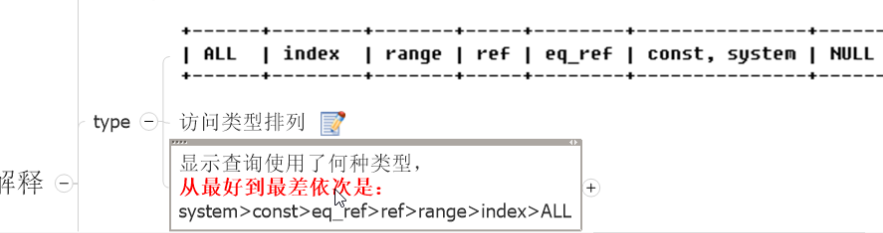 +-------+---------+---------+-------+----------+-----------------+------
| ALL | index | range | ref | eq_ref | const, system | NULL
+-------+---------+---------+-------+----------+-----------------+------
type
访问类型排列
解释
显示查询使用了何种类型，
从最好到最差依次是：
system>const>eq_ref>ref>range>index>ALL